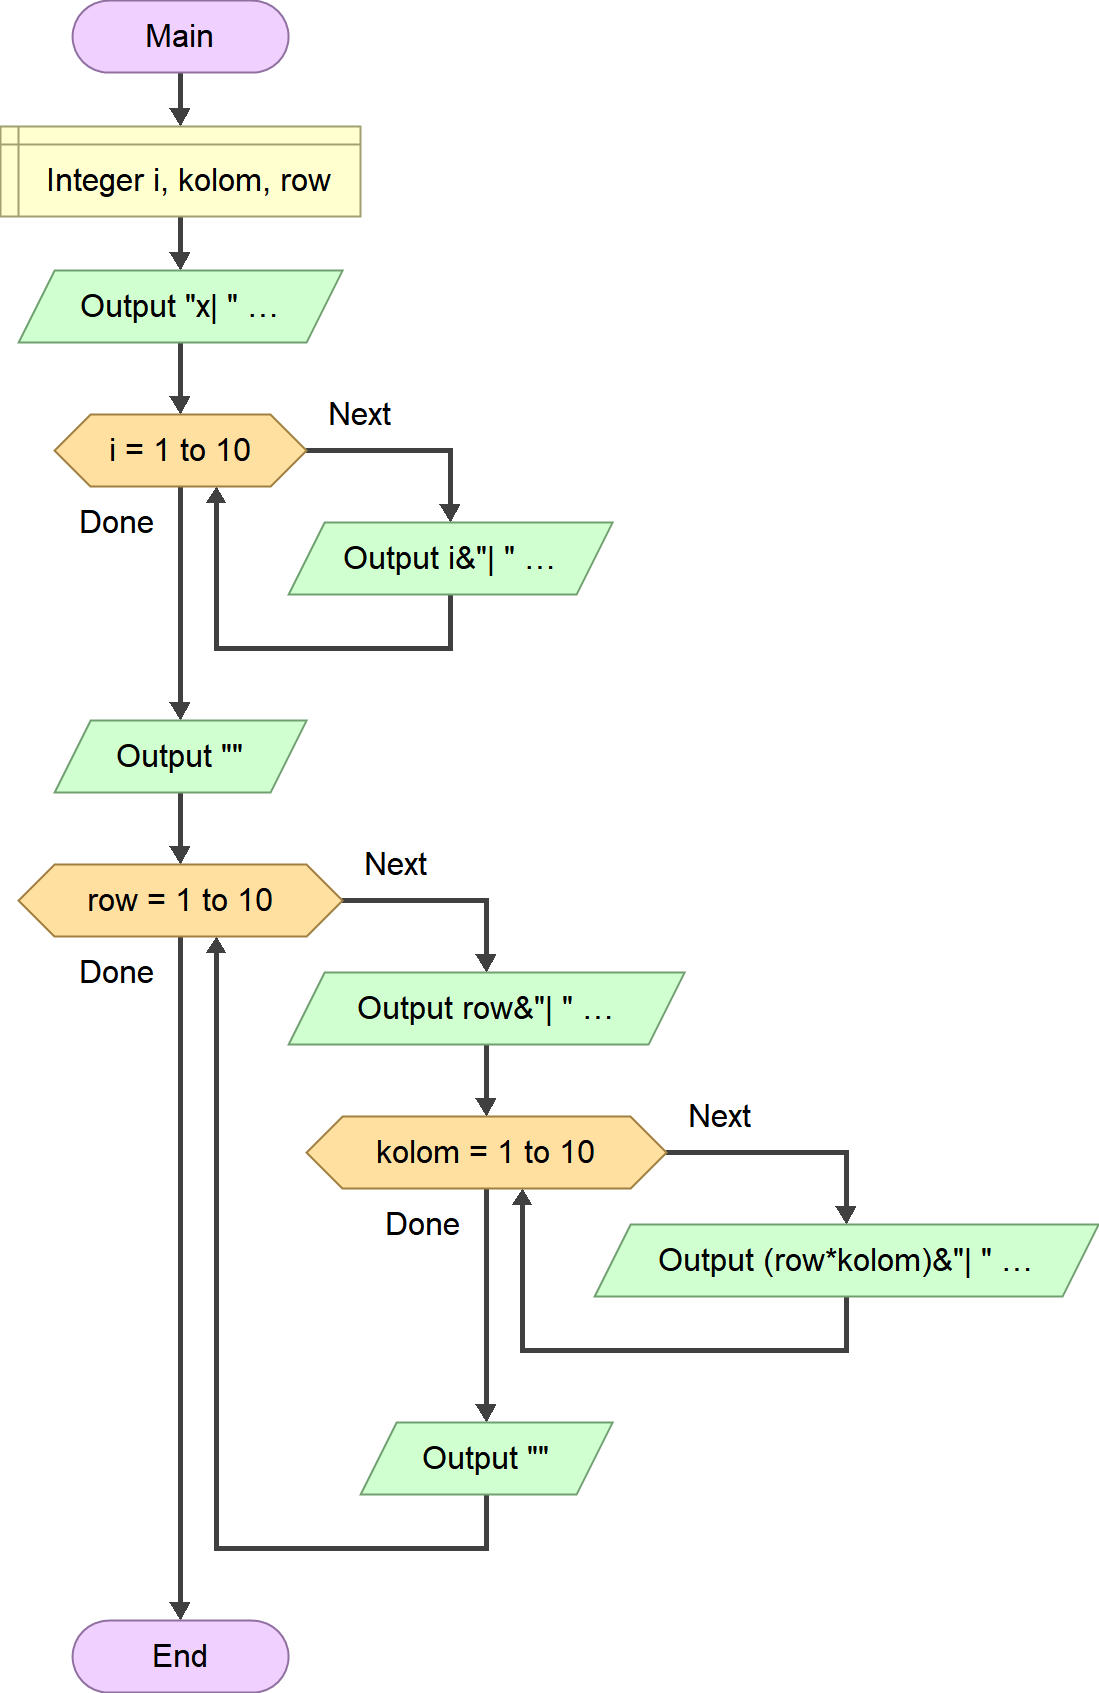 Main
Integer i, kolom, row
Output "x| " …
i = 1 to 10
Next
Done
Output i&"| " …
Output ""
row = 1 to 10
Next
Done
Output row&"| " …
kolom = 1 to 10
Next
Done
Output (row*kolom)&"| " …
Output ""
End